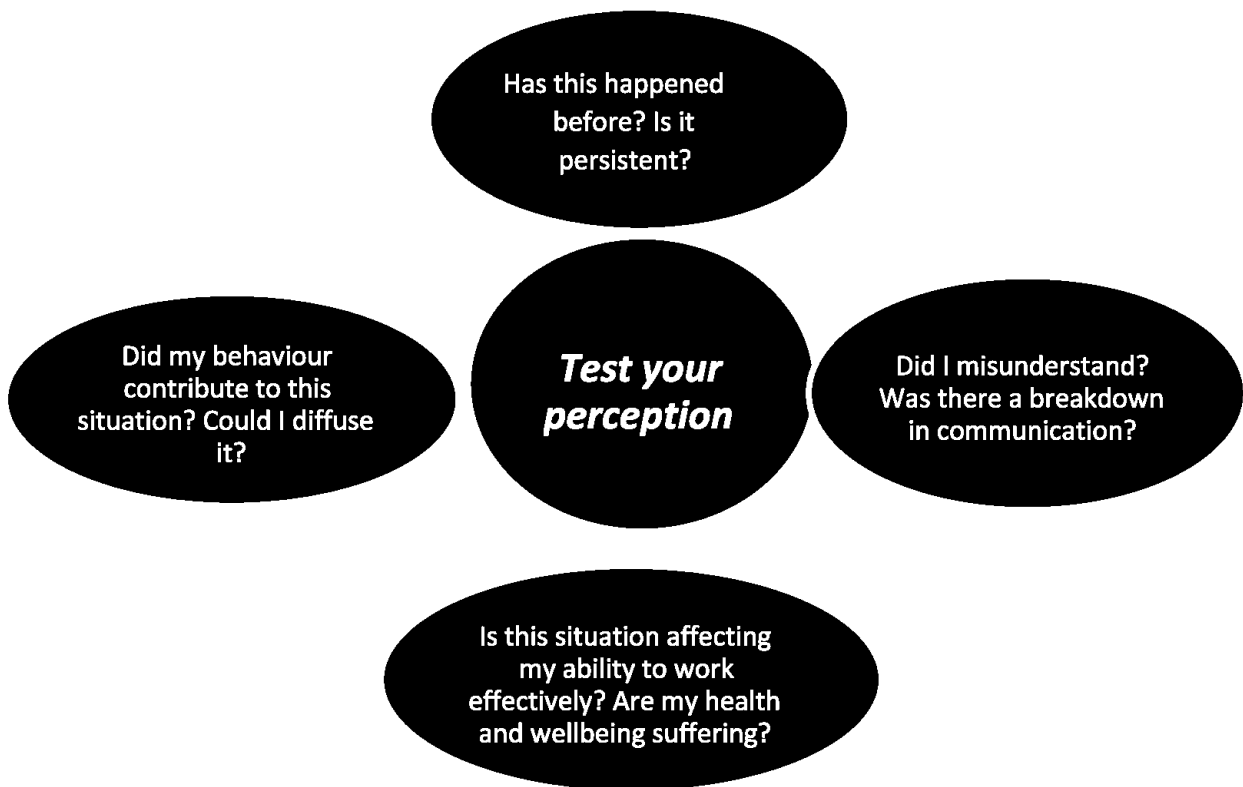 Has this happened
before? Is it
persistent?
Did my behaviour
contribute to this
situation? Could I diffuse
it?
Test your
perception
Did I misunderstand?
Was there a breakdown
in communication?
Is this situation affecting
my ability to work
effectively? Are my health
and wellbeing suffering?